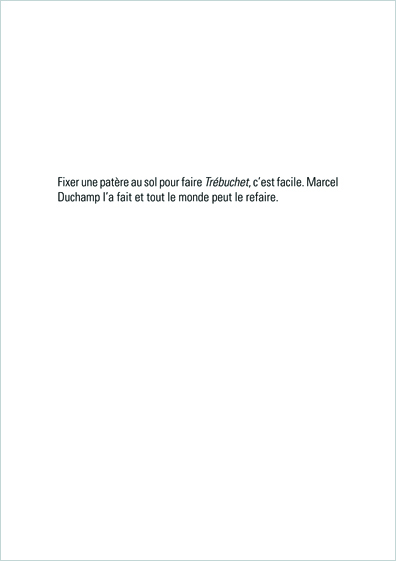 Fixer une patère au sol pour faire Trébuchet, c’est facile. Marcel
Duchamp l’a fait et tout le monde peut le refaire.